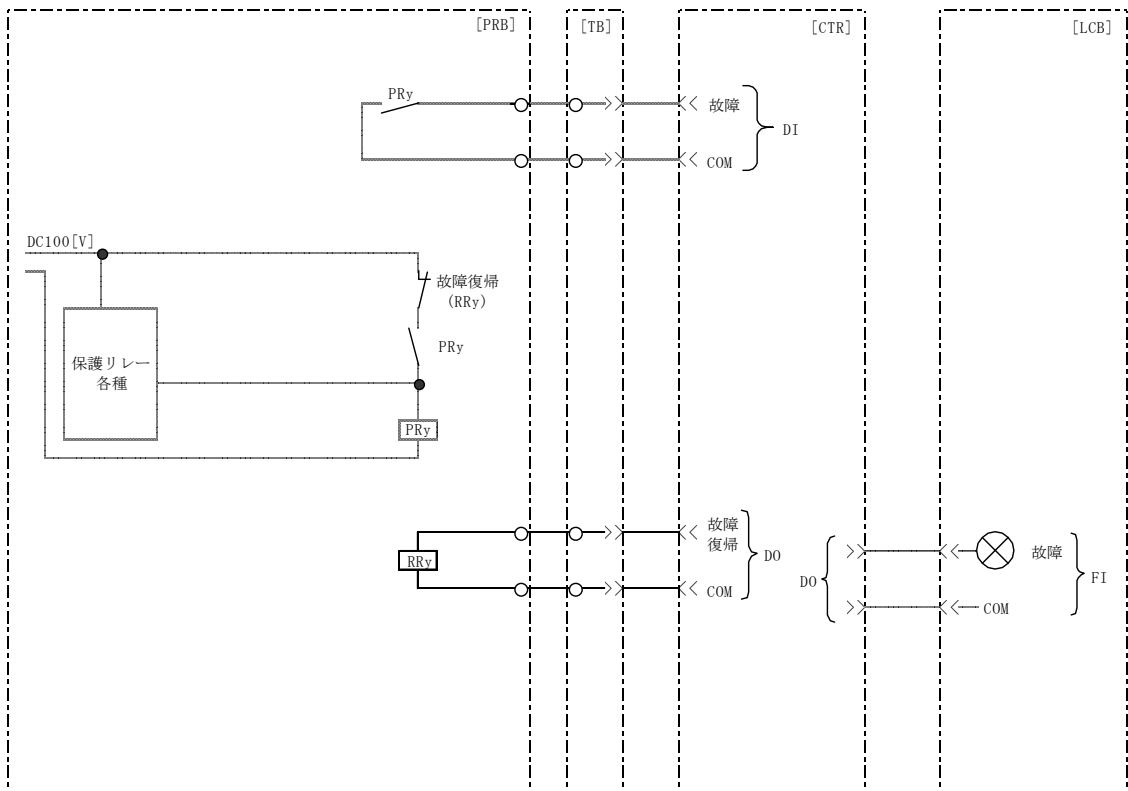 [PRB]
[TB]
[CTR]
[LCB]
PRy
故障
DI
COM
DC100[V]
故障復帰
(RRy)
PRy
保護リレー
各種
PRy
故障
復帰
DO
RRy
COM
DO
故障
FI
COM